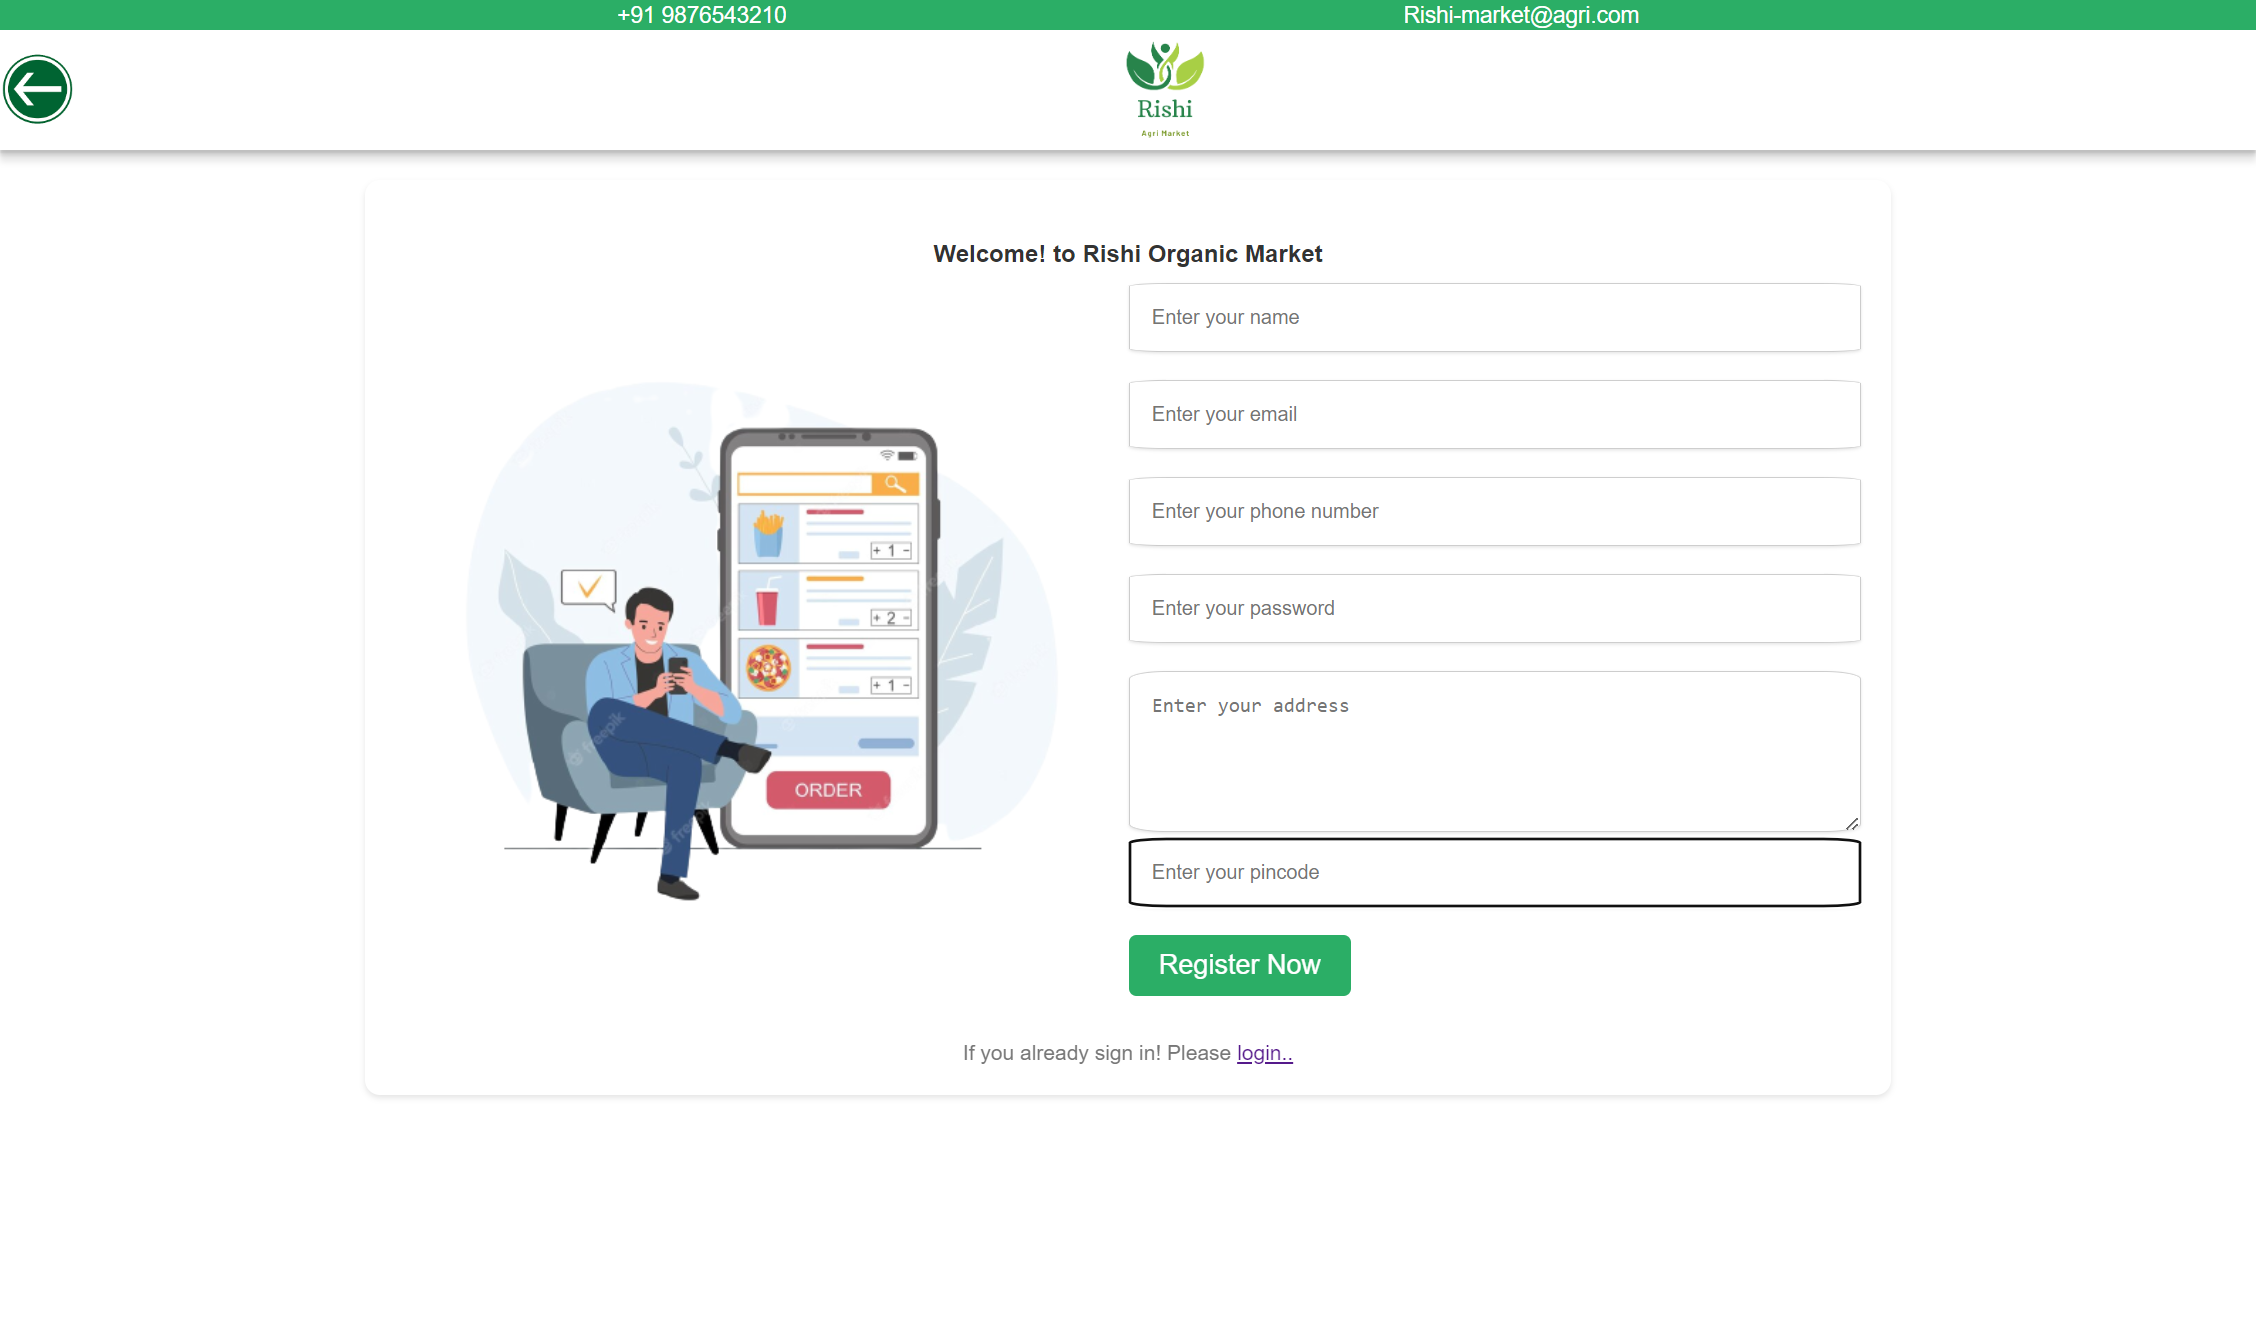 +91 9876543210
Rishi-market@agri.com
Rishi
Agri Market
Welcome! to Rishi Organic Market
Enter your name
Enter your email
Enter your phone number
Enter your password
Enter your address
Enter your pincode
+ 1 -
+ 2 -
+ 1 -
ORDER
freepik
Register Now
If you already sign in! Please login..